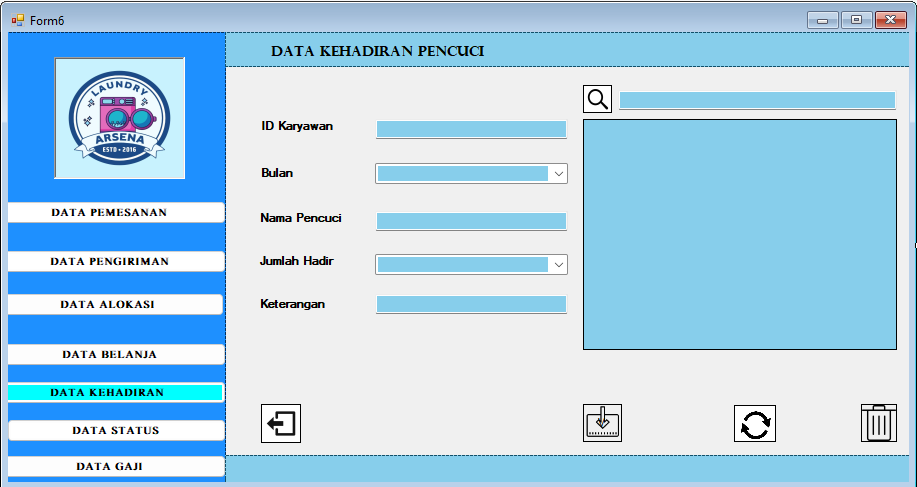 Form6
DATA KEHADIRAN PENCUCI
LAUNDRY
ARSENA
ESTD • 2016
ID Karyawan
Bulan
Nama Pencuci
Jumlah Hadir
Keterangan
DATA PEMESANAN
DATA PENGIRIMAN
DATA ALOKASI
DATA BELANJA
DATA KEHADIRAN
DATA STATUS
DATA GAJI